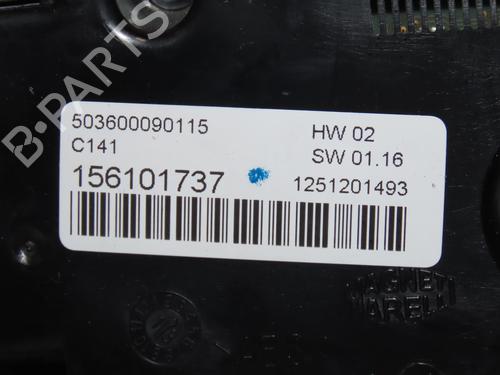 B-PARTS
503600090115
HW 02
C141
SW 01.16
156101737
1251201493
MAGNETI
MARELLI